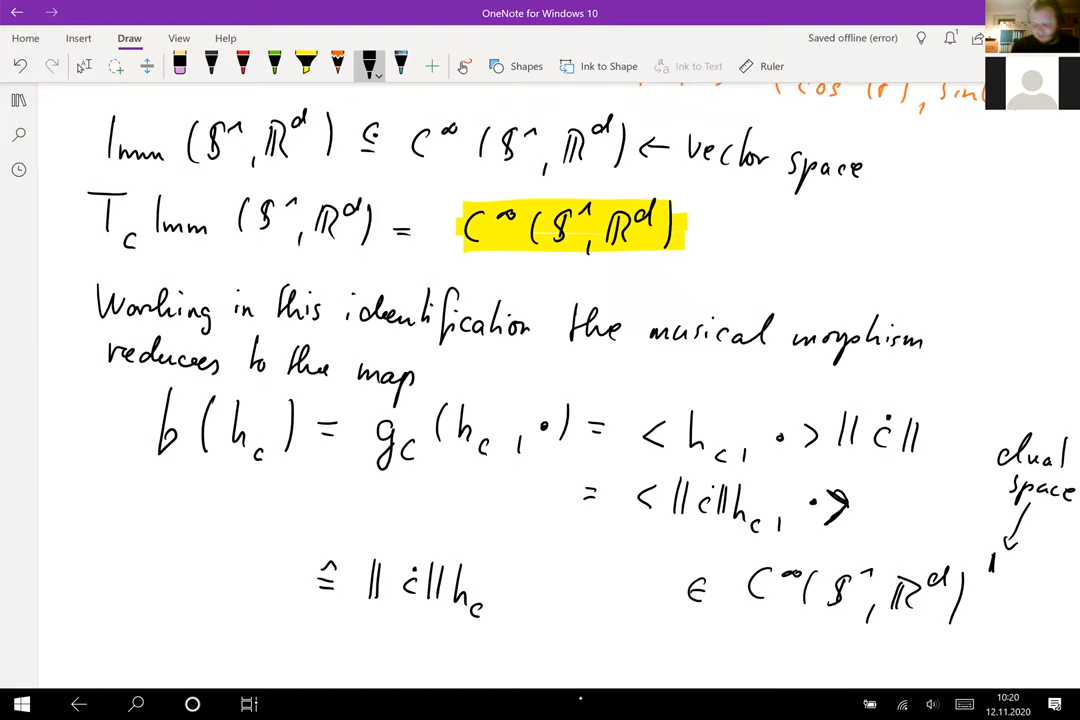 OneNote for Windows 10
Home Insert Draw View Help
Saved offline (error)
Shapes Ink to Shape Ink to Text Ruler
(cos (t), sin(
Imm (S¹, ℝᵈ) ⊆ C^∞ (S¹, ℝᵈ) ← vector space
T_c Imm (S¹, ℝᵈ) = C^∞ (S¹, ℝᵈ)
Working in this identification the musical morphism
reduces to the map
b (h_c) = g_c (h_c, •) = < h_c, • > ‖ ċ ‖
= < ‖ ċ ‖ h_c, • >
dual
space
≙ ‖ ċ ‖ h_c ∈ C^∞ (S¹, ℝᵈ)'
10:20
12.11.2020